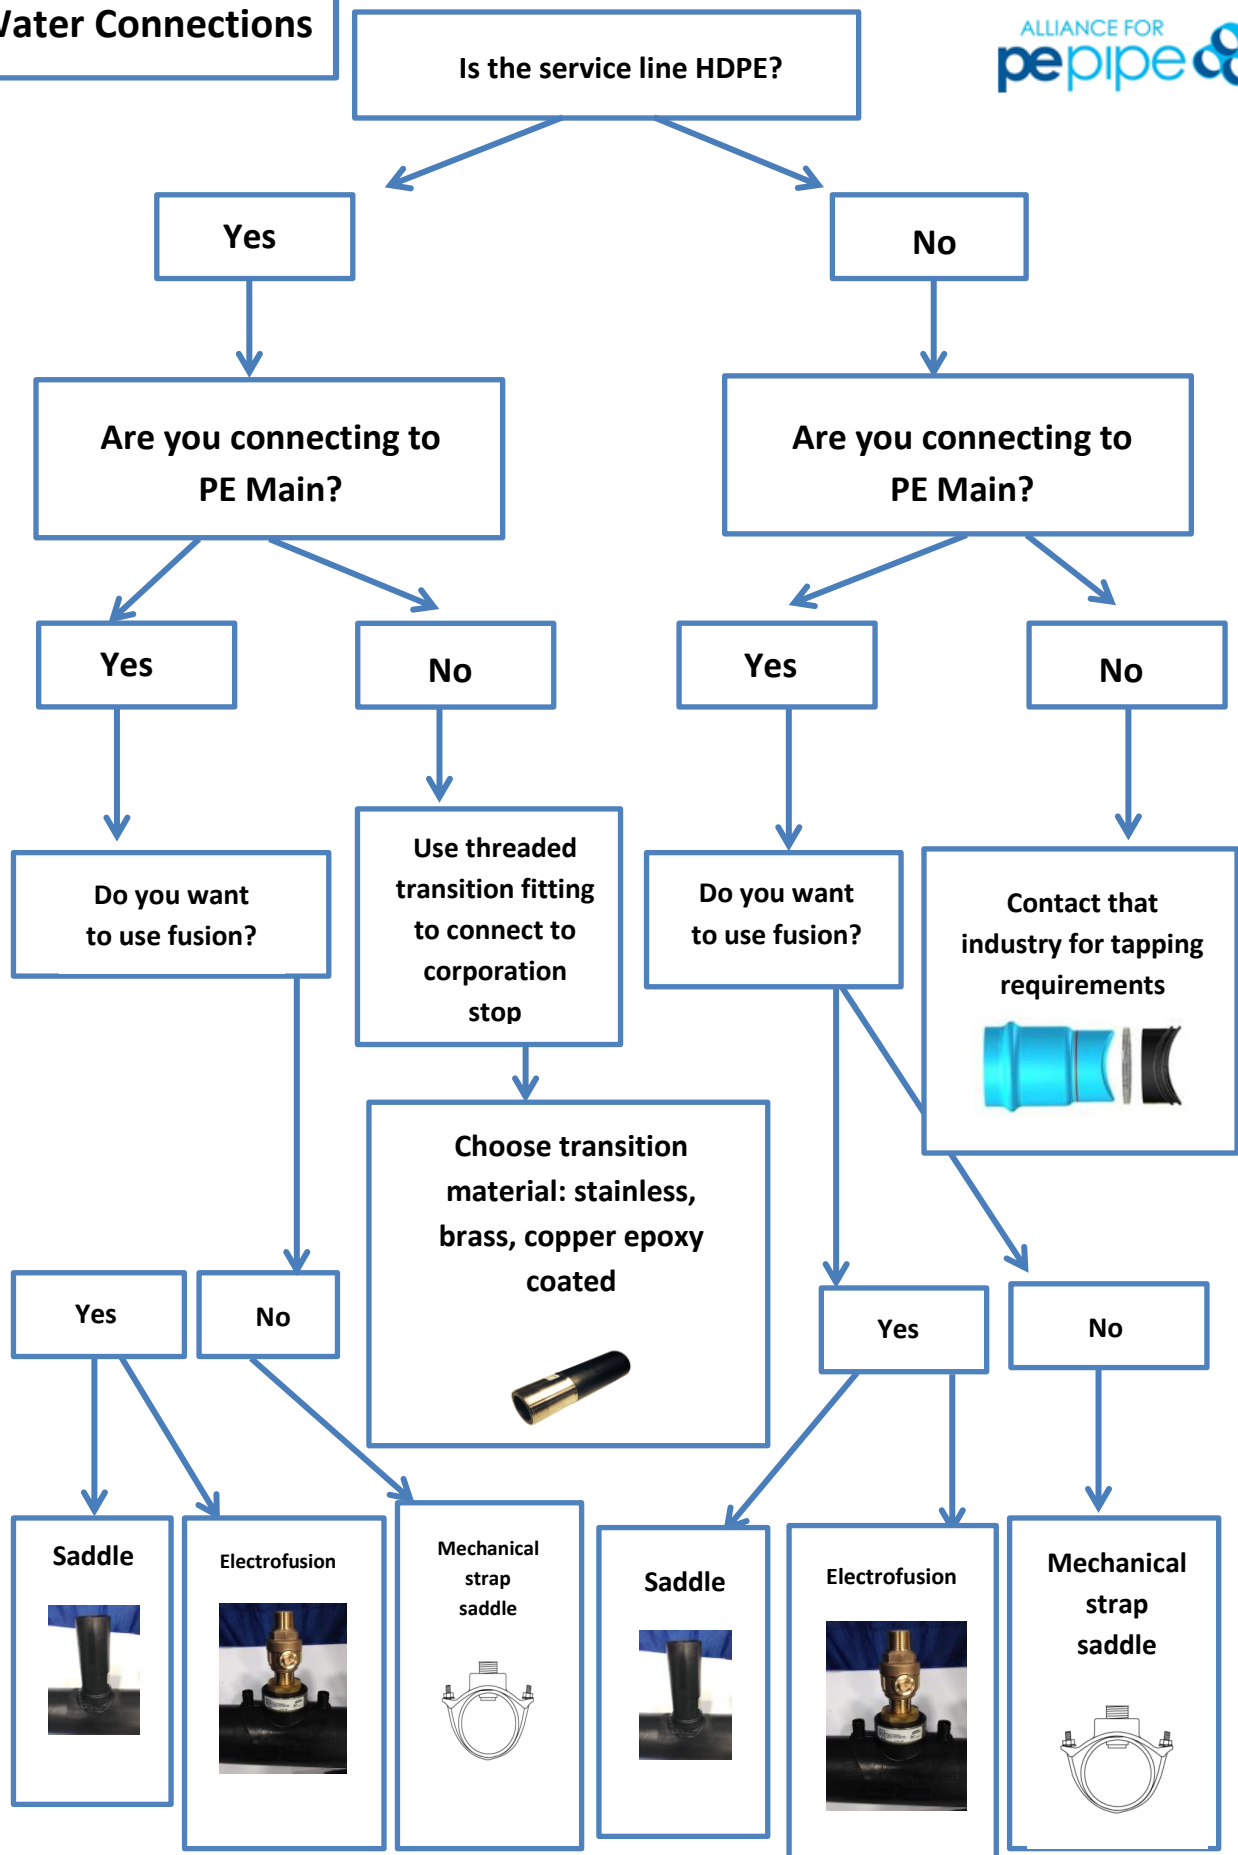 Water Connections
ALLIANCE FOR
pepipe
Is the service line HDPE?
Yes
No
Are you connecting to
PE Main?
Are you connecting to
PE Main?
Yes
No
Yes
No
Do you want
to use fusion?
Use threaded
transition fitting
to connect to
corporation
stop
Do you want
to use fusion?
Contact that
industry for tapping
requirements
Choose transition
material: stainless,
brass, copper epoxy
coated
Yes
No
Yes
No
Saddle
Electrofusion
Mechanical
strap
saddle
Saddle
Electrofusion
Mechanical
strap
saddle